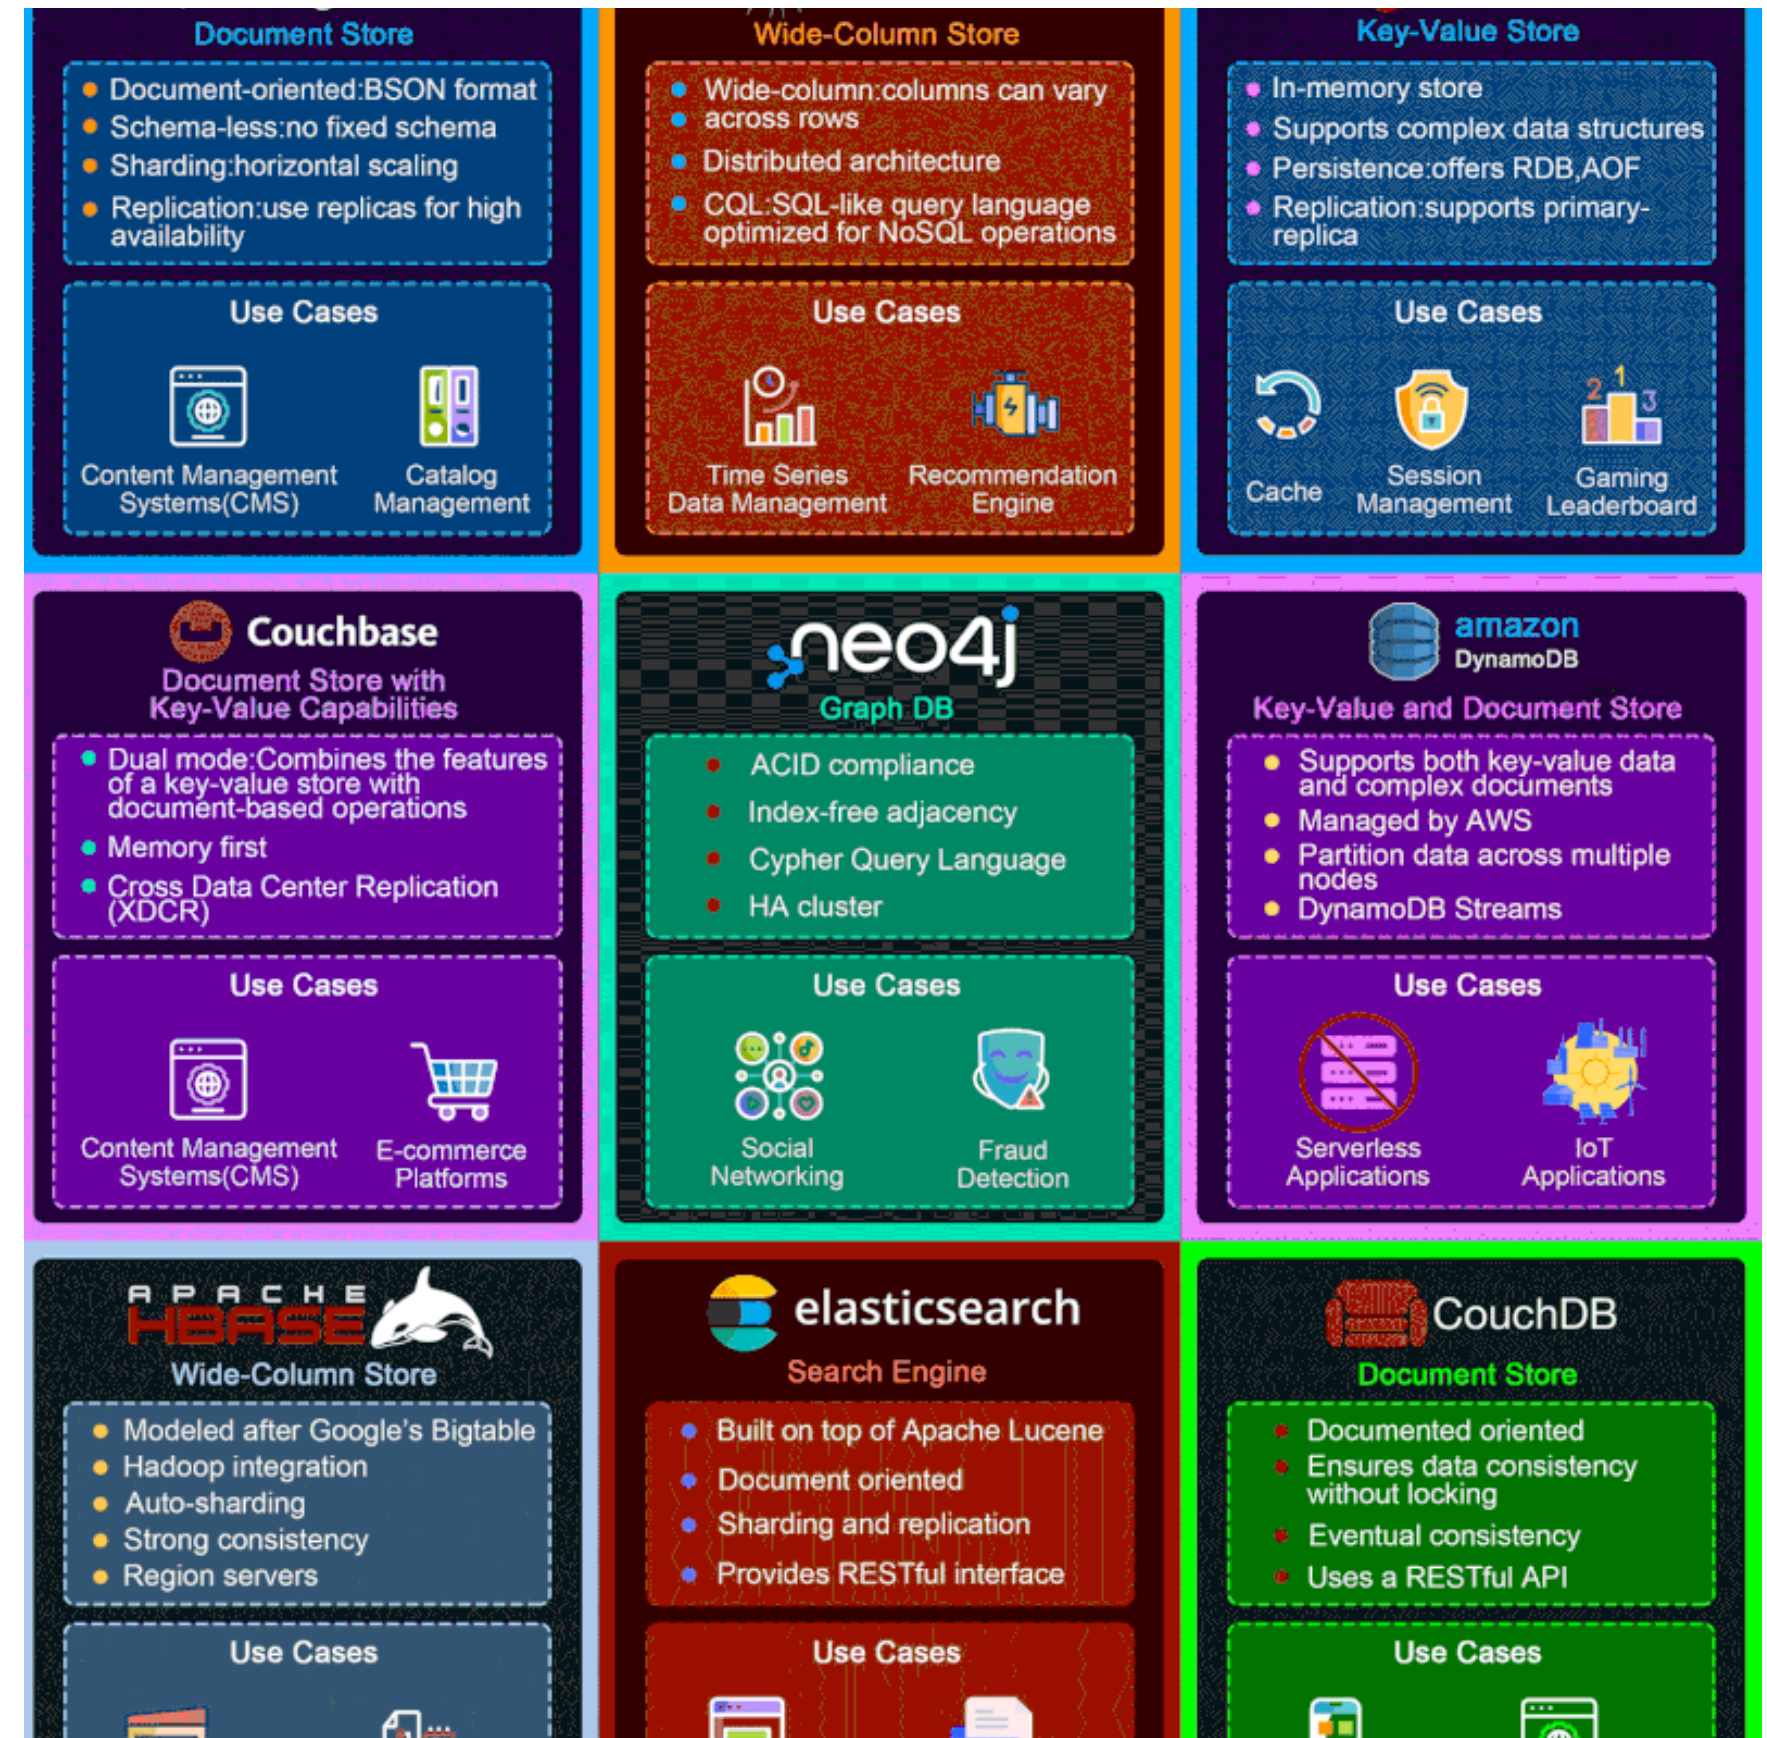 Document Store
Document-oriented:BSON format
Schema-less:no fixed schema
Sharding:horizontal scaling
Replication:use replicas for high
availability
Use Cases
Content Management
Systems(CMS)
Catalog
Management
Wide-Column Store
Wide-column:columns can vary
across rows
Distributed architecture
CQL:SQL-like query language
optimized for NoSQL operations
Use Cases
Time Series
Data Management
Recommendation
Engine
Key-Value Store
In-memory store
Supports complex data structures
Persistence:offers RDB,AOF
Replication:supports primary-
replica
Use Cases
2 1 3
Cache
Session
Management
Gaming
Leaderboard
Couchbase
Document Store with
Key-Value Capabilities
Dual mode:Combines the features
of a key-value store with
document-based operations
Memory first
Cross Data Center Replication
(XDCR)
Use Cases
Content Management
Systems(CMS)
E-commerce
Platforms
neo4j
Graph DB
ACID compliance
Index-free adjacency
Cypher Query Language
HA cluster
Use Cases
Social
Networking
Fraud
Detection
amazon
DynamoDB
Key-Value and Document Store
Supports both key-value data
and complex documents
Managed by AWS
Partition data across multiple
nodes
DynamoDB Streams
Use Cases
Serverless
Applications
IoT
Applications
APACHE
HBASE
Wide-Column Store
Modeled after Google's Bigtable
Hadoop integration
Auto-sharding
Strong consistency
Region servers
Use Cases
elasticsearch
Search Engine
Built on top of Apache Lucene
Document oriented
Sharding and replication
Provides RESTful interface
Use Cases
CouchDB
Document Store
Documented oriented
Ensures data consistency
without locking
Eventual consistency
Uses a RESTful API
Use Cases